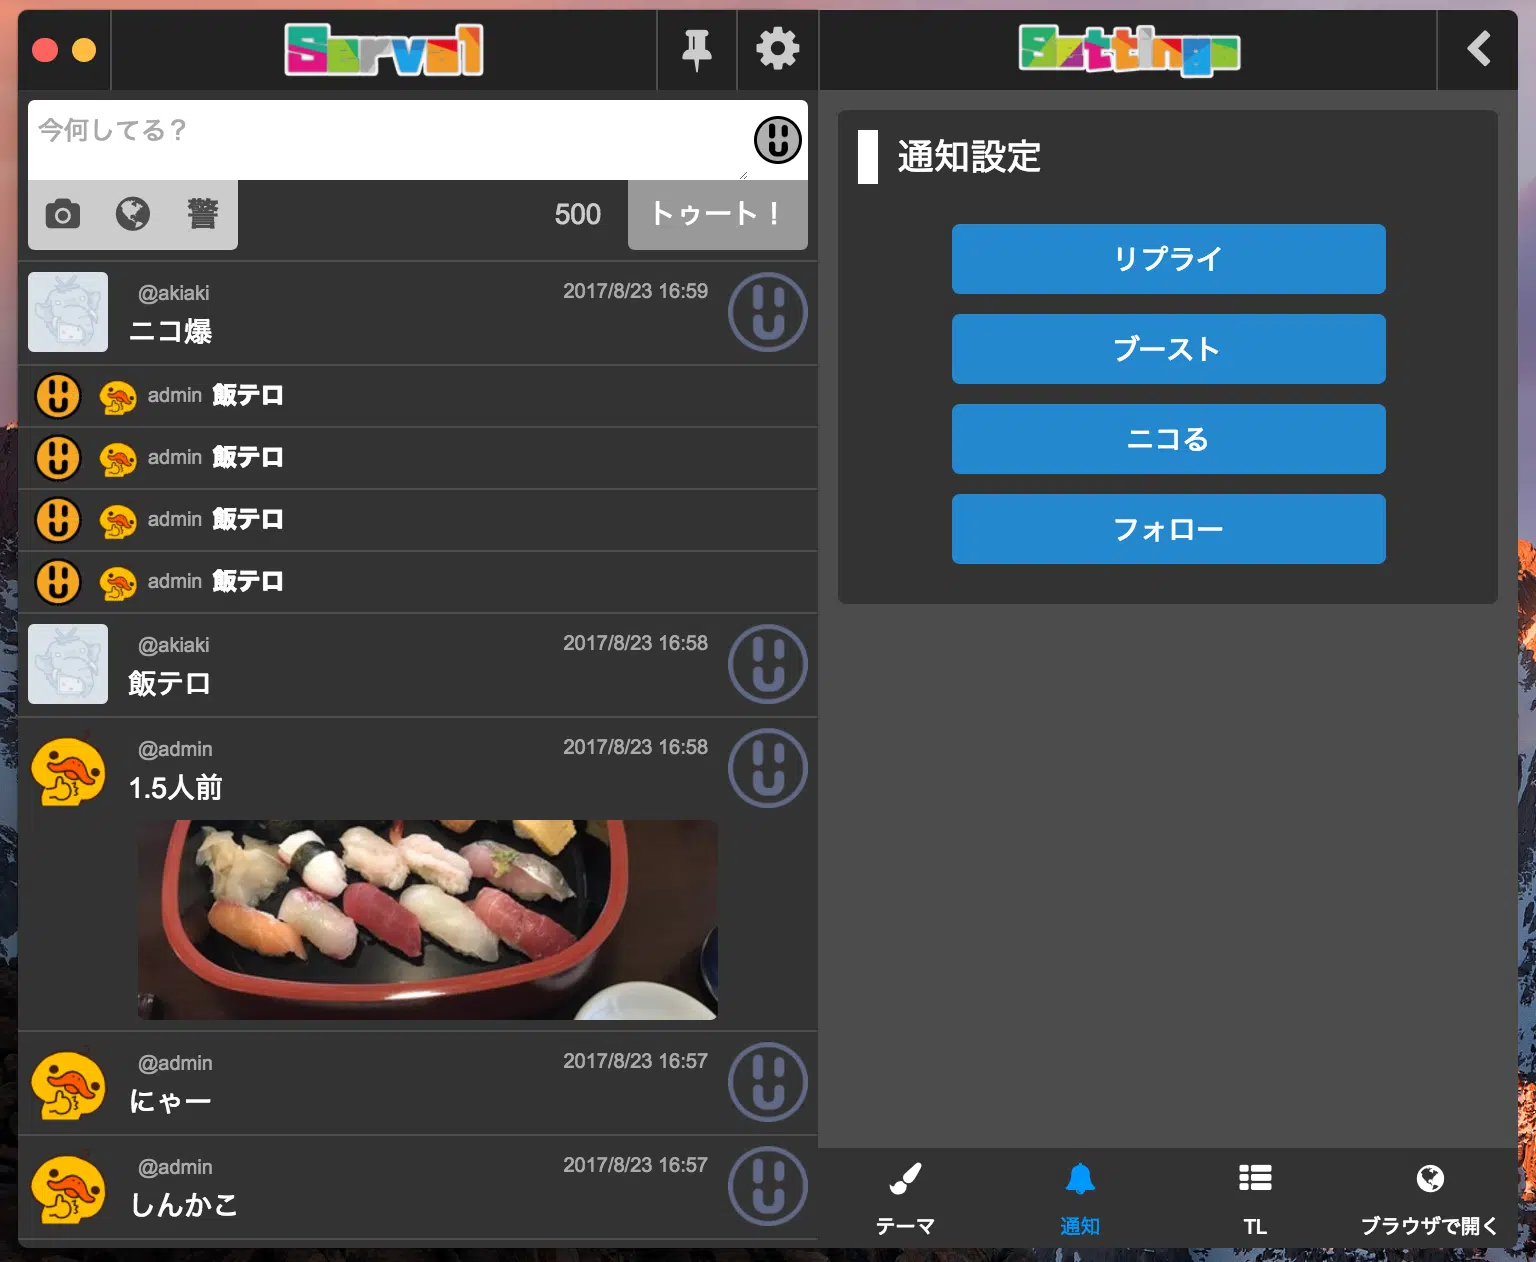 Serval
Settings
今何してる？
警
500
トゥート！
@akiaki
2017/8/23 16:59
ニコ爆
admin 飯テロ
admin 飯テロ
admin 飯テロ
admin 飯テロ
@akiaki
2017/8/23 16:58
飯テロ
@admin
2017/8/23 16:58
1.5人前
@admin
2017/8/23 16:57
にゃー
@admin
2017/8/23 16:57
しんかこ
通知設定
リプライ
ブースト
ニコる
フォロー
テーマ
通知
TL
ブラウザで開く